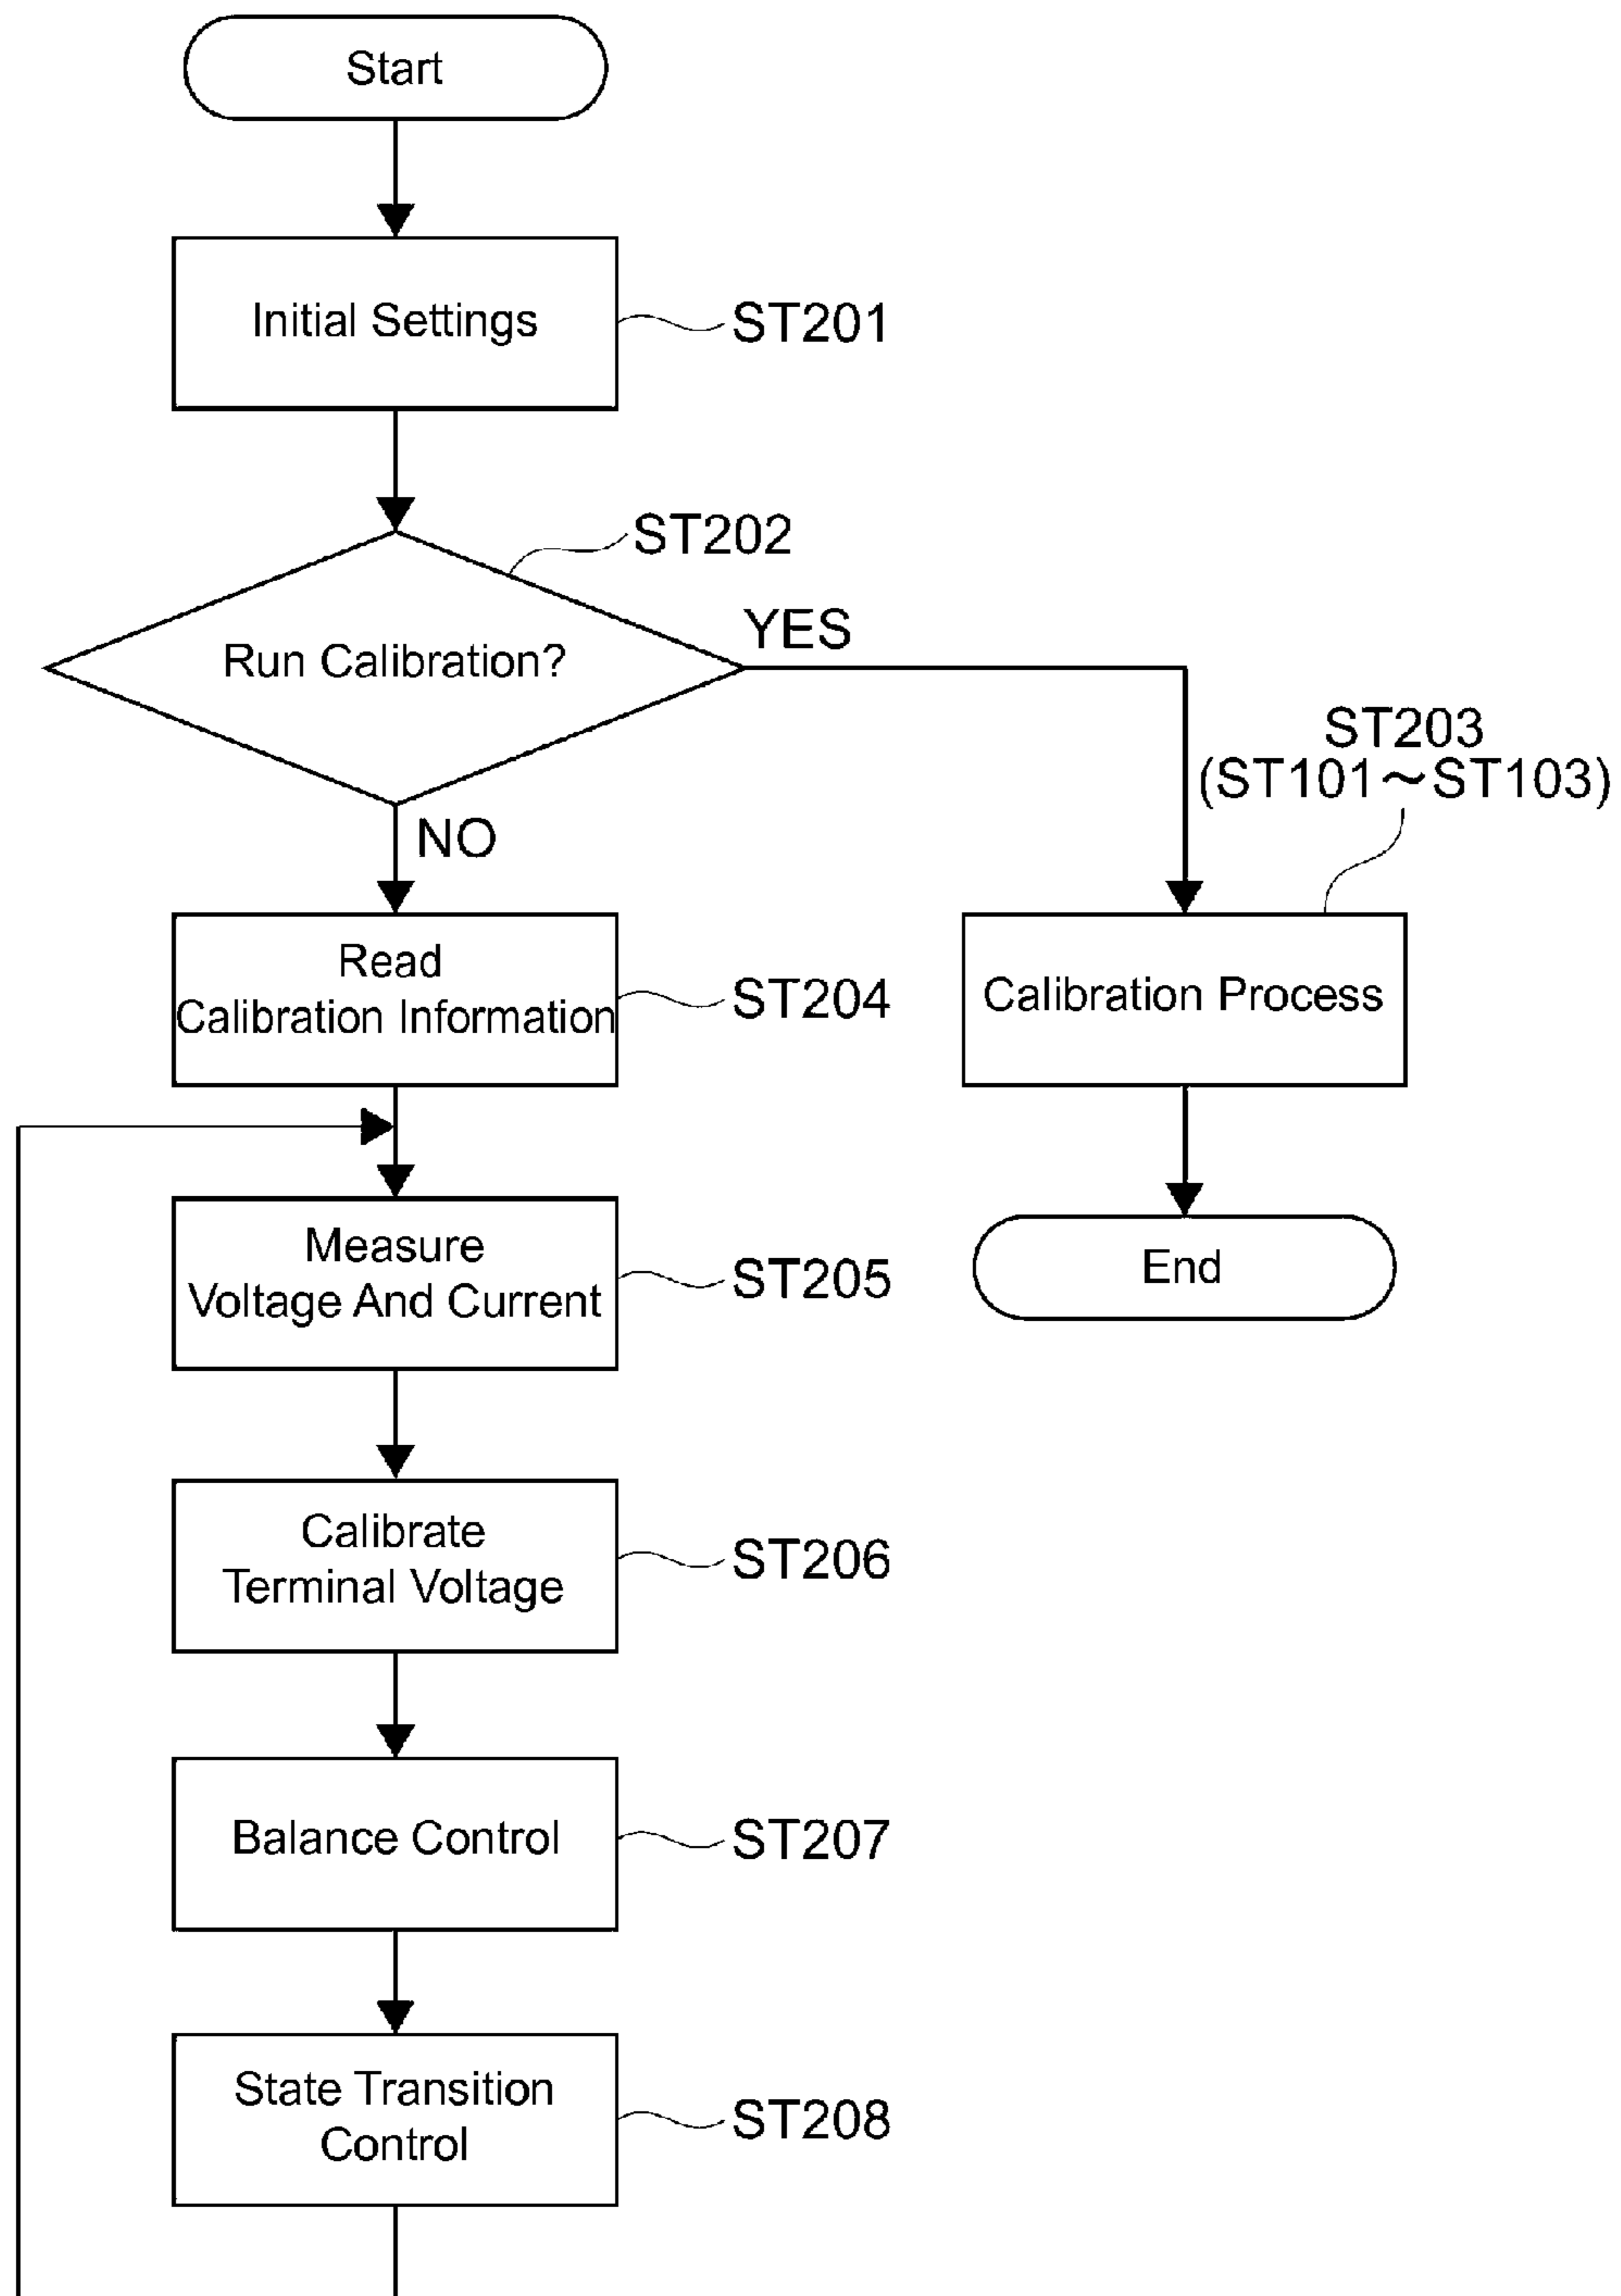 Start
Initial Settings
ST201
ST202
Run Calibration?
YES
ST203
(ST101～ST103)
NO
Read
Calibration Information
ST204
Calibration Process
Measure
Voltage And Current
ST205
End
Calibrate
Terminal Voltage
ST206
Balance Control
ST207
State Transition
Control
ST208